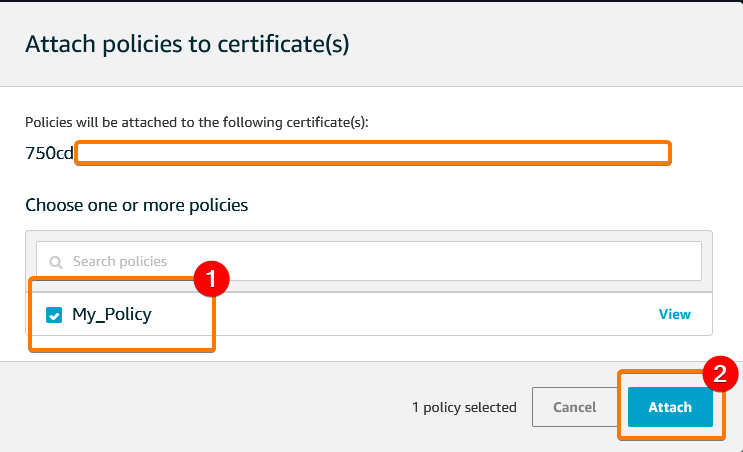 Attach policies to certificate(s)
Policies will be attached to the following certificate(s):
750cd
Choose one or more policies
Search policies
1
My_Policy
View
2
1 policy selected
Cancel
Attach